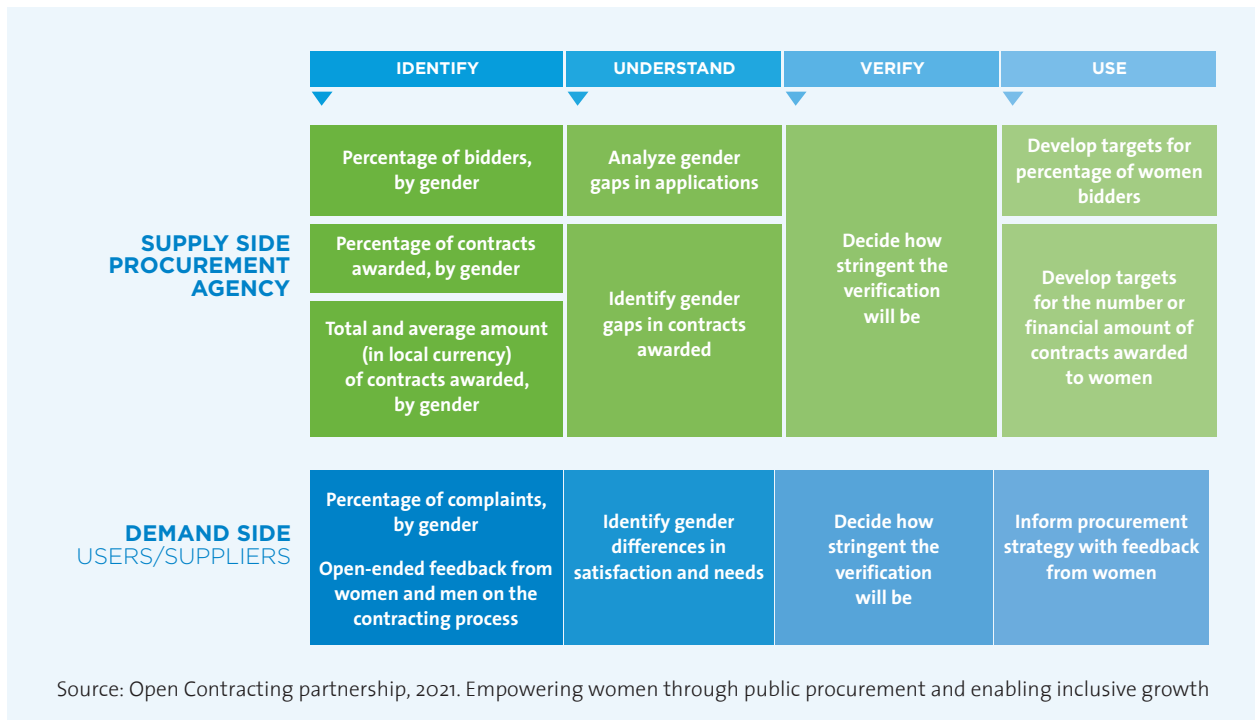 IDENTIFY
UNDERSTAND
VERIFY
USE
SUPPLY SIDE
PROCUREMENT
AGENCY
Percentage of bidders,
by gender
Percentage of contracts
awarded, by gender
Total and average amount
(in local currency)
of contracts awarded,
by gender
Analyze gender
gaps in applications
Identify gender
gaps in contracts
awarded
Decide how
stringent the
verification
will be
Develop targets for
percentage of women
bidders
Develop targets
for the number or
financial amount of
contracts awarded
to women
DEMAND SIDE
USERS/SUPPLIERS
Percentage of complaints,
by gender
Open-ended feedback from
women and men on the
contracting process
Identify gender
differences in
satisfaction and needs
Decide how
stringent the
verification
will be
Inform procurement
strategy with feedback
from women
Source: Open Contracting partnership, 2021. Empowering women through public procurement and enabling inclusive growth